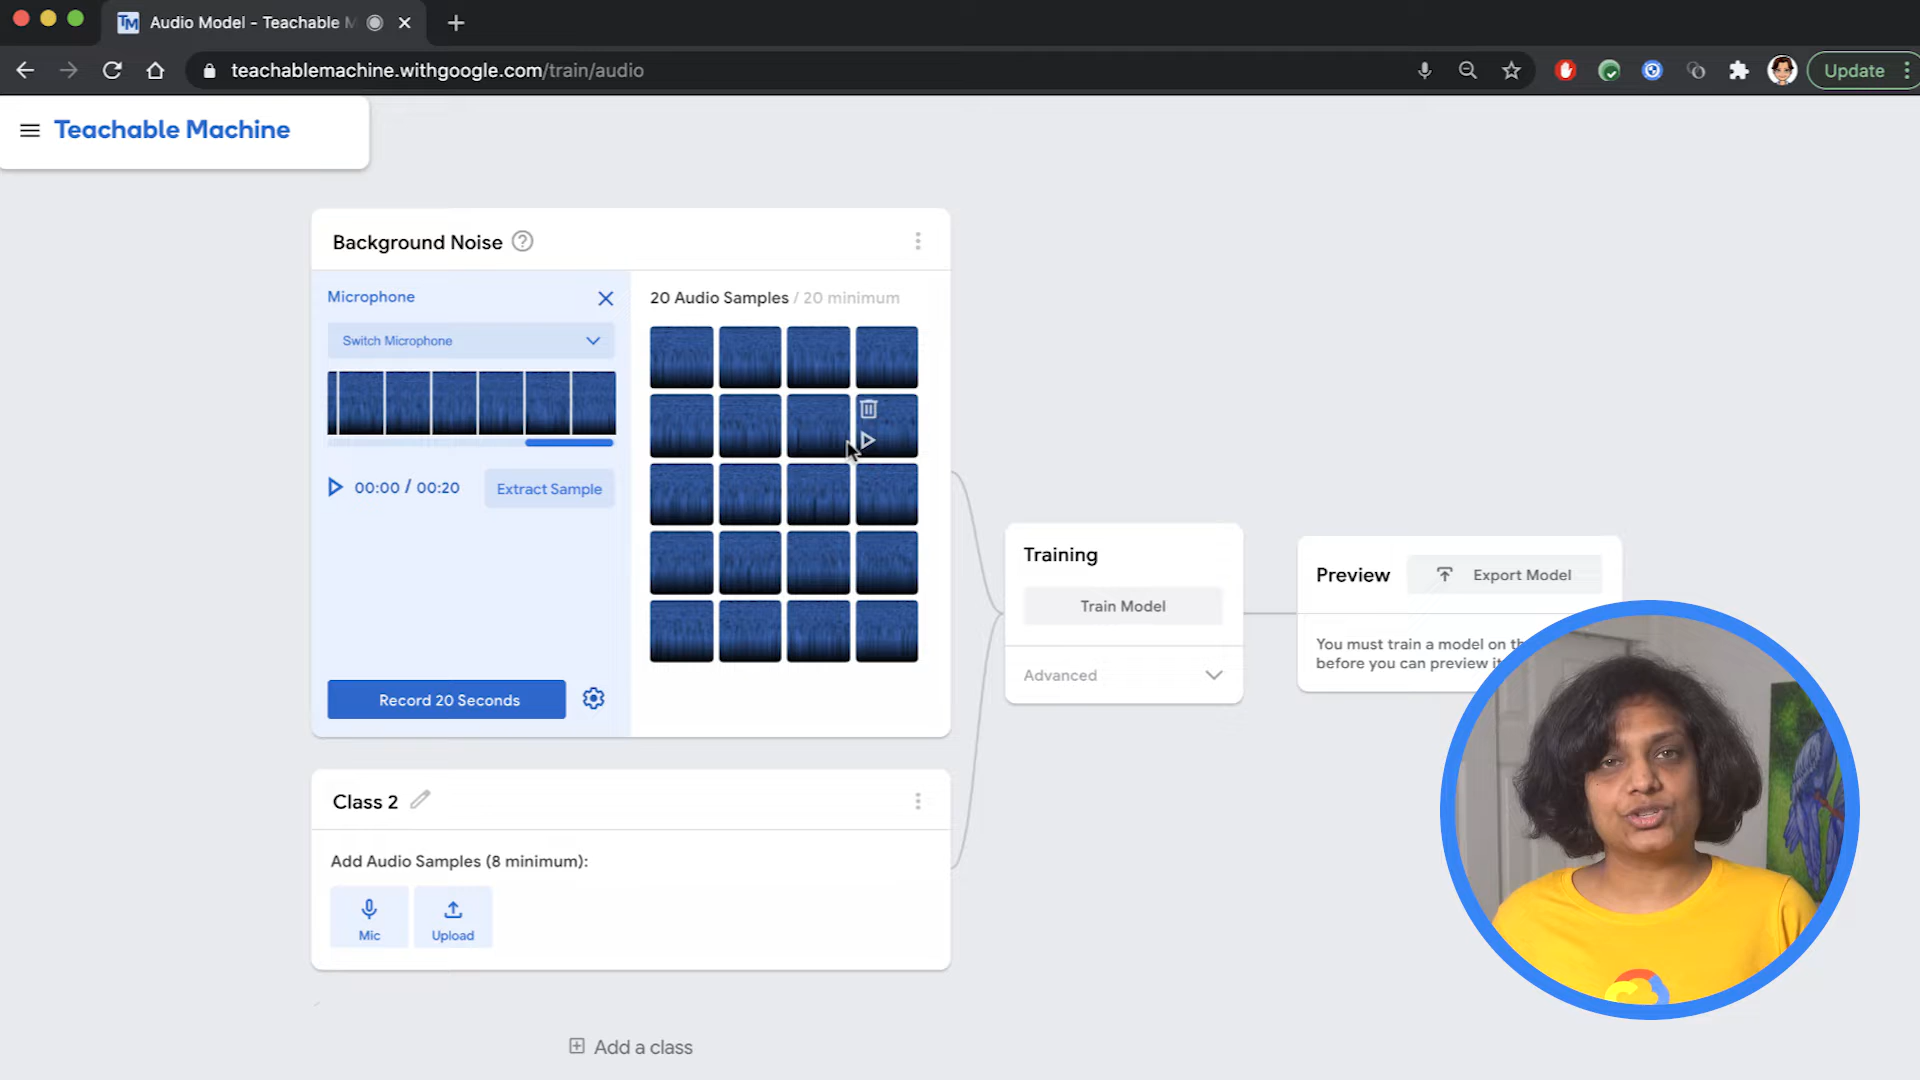 Audio Model - Teachable M
teachablemachine.withgoogle.com/train/audio
Update
Teachable Machine
Background Noise
Microphone
Switch Microphone
00:00 / 00:20
Extract Sample
Record 20 Seconds
20 Audio Samples / 20 minimum
Class 2
Add Audio Samples (8 minimum):
Mic
Upload
Add a class
Training
Train Model
Advanced
Preview
Export Model
You must train a model on th
before you can preview it